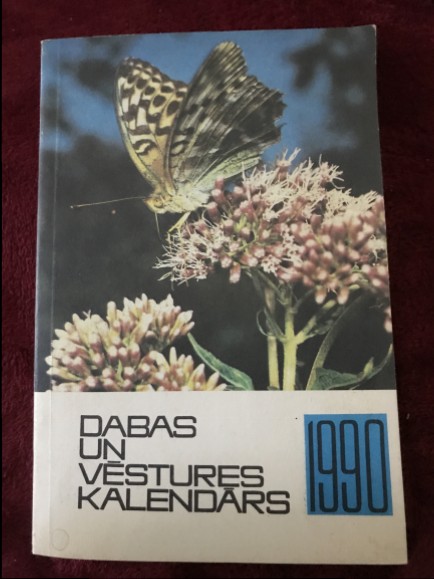 DABAS
UN
VĒSTURES
KALENDĀRS
1990